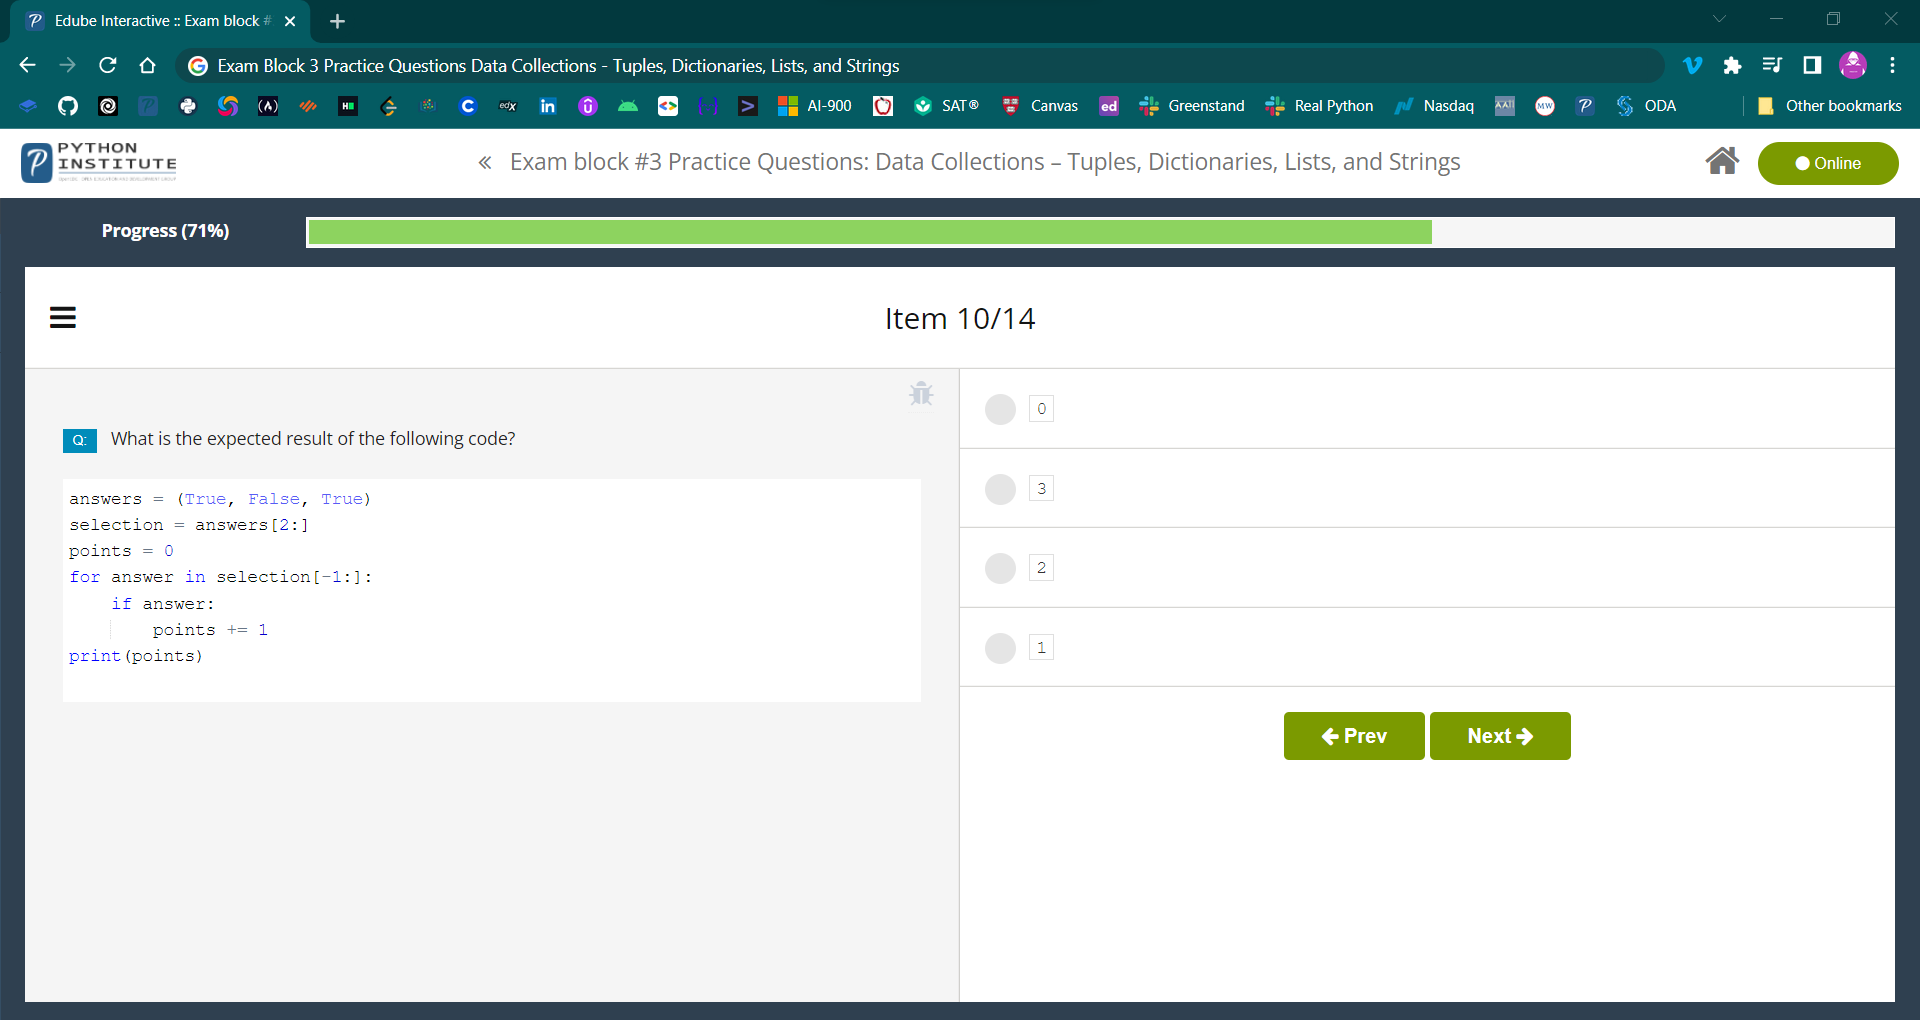 Edube Interactive :: Exam block #
Exam Block 3 Practice Questions Data Collections - Tuples, Dictionaries, Lists, and Strings
AI-900
SAT®
Canvas
ed
Greenstand
Real Python
Nasdaq
MW
ODA
Other bookmarks
PYTHON
INSTITUTE
« Exam block #3 Practice Questions: Data Collections – Tuples, Dictionaries, Lists, and Strings
Online
Progress (71%)
Item 10/14
Q: What is the expected result of the following code?
answers = (True, False, True)
selection = answers[2:]
points = 0
for answer in selection[-1:]:
    if answer:
        points += 1
print(points)
0
3
2
1
Prev
Next